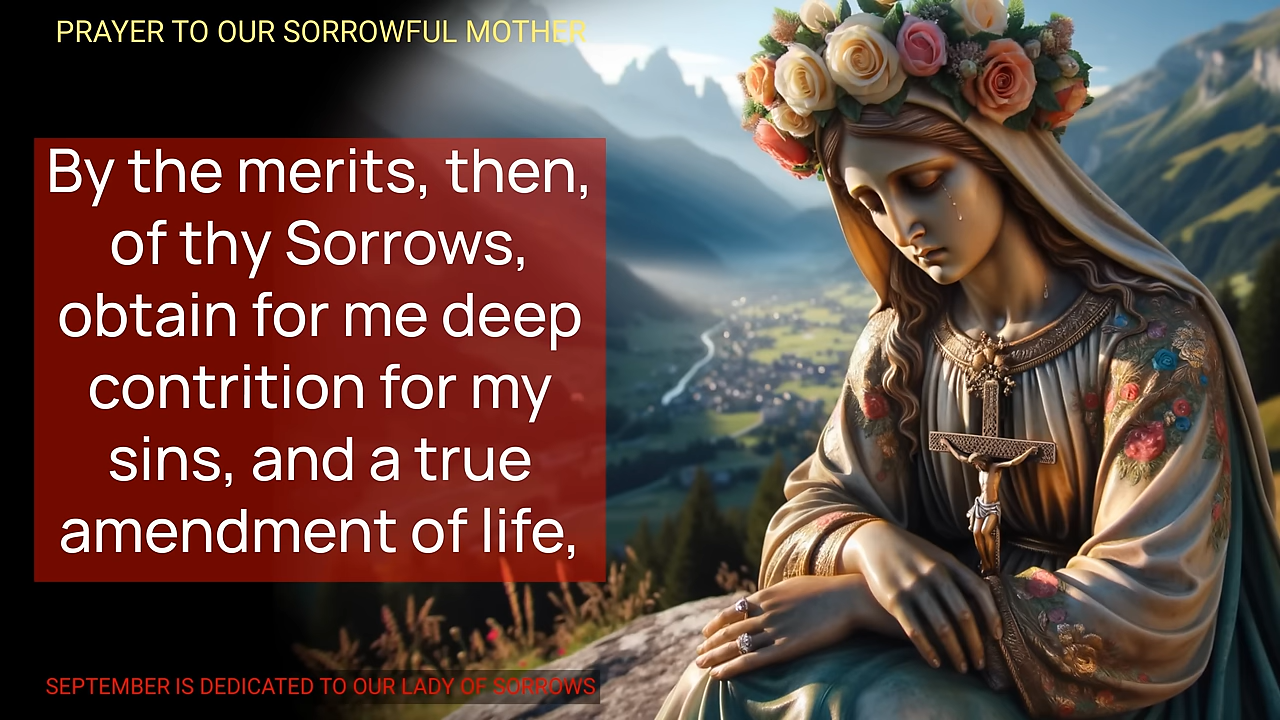 PRAYER TO OUR SORROWFUL MOTHER
By the merits, then,
of thy Sorrows,
obtain for me deep
contrition for my
sins, and a true
amendment of life,
SEPTEMBER IS DEDICATED TO OUR LADY OF SORROWS